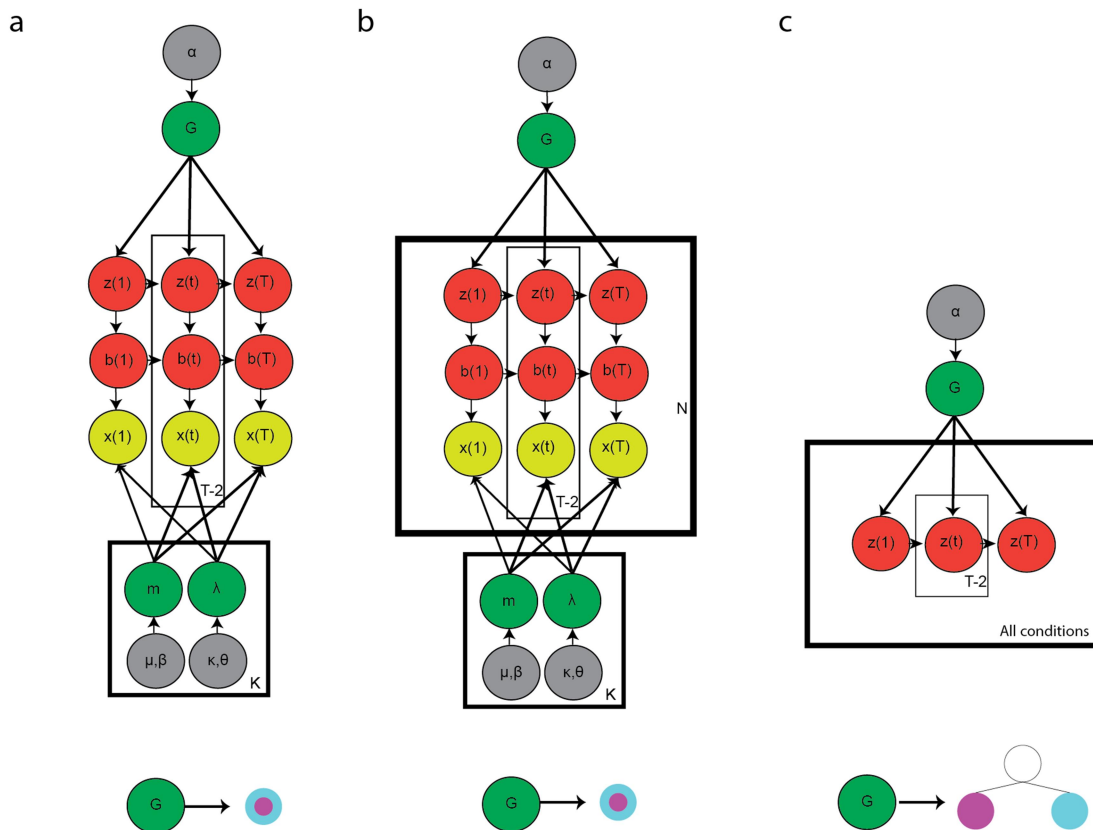 a
α
G
z(1) z(t) z(T)
b(1) b(t) b(T)
x(1) x(t) x(T)
T-2
m λ
μ,β κ,θ
K
G
b
α
G
z(1) z(t) z(T)
b(1) b(t) b(T)
N
x(1) x(t) x(T)
T-2
m λ
μ,β κ,θ
K
G
c
α
G
z(1) z(t) z(T)
T-2
All conditions
G